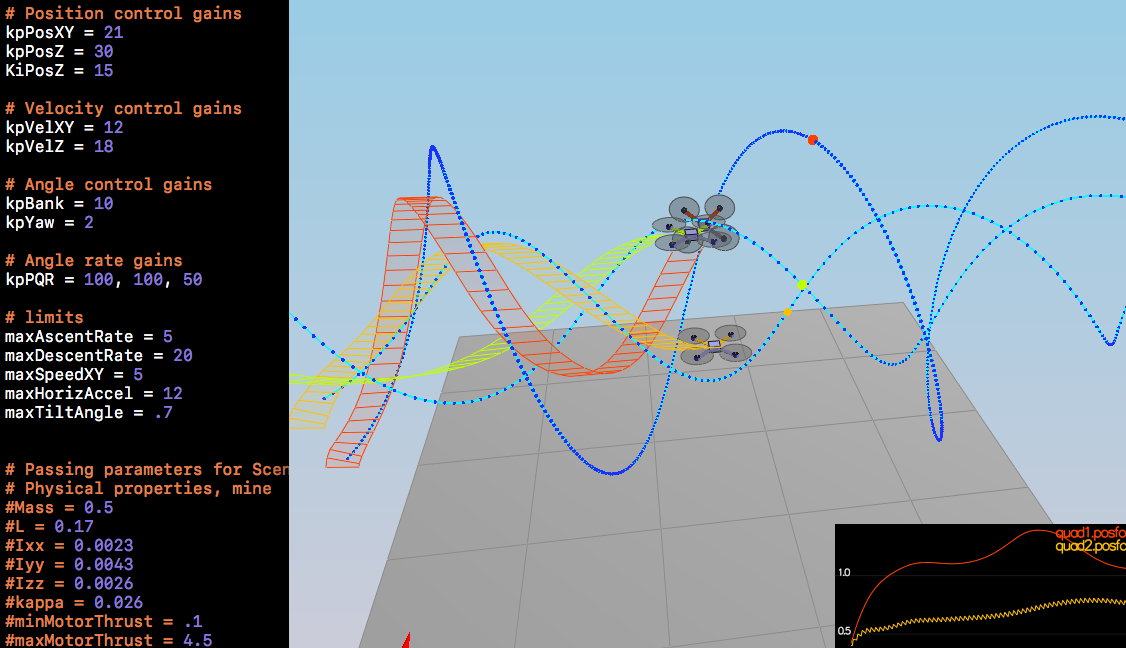 # Position control gains
kpPosXY = 21
kpPosZ = 30
KiPosZ = 15
# Velocity control gains
kpVelXY = 12
kpVelZ = 18
# Angle control gains
kpBank = 10
kpYaw = 2
# Angle rate gains
kpPQR = 100, 100, 50
# limits
maxAscentRate = 5
maxDescentRate = 20
maxSpeedXY = 5
maxHorizAccel = 12
maxTiltAngle = .7
# Passing parameters for Scen
# Physical properties, mine
#Mass = 0.5
#L = 0.17
#Ixx = 0.0023
#Iyy = 0.0043
#Izz = 0.0026
#kappa = 0.026
#minMotorThrust = .1
#maxMotorThrust = 4.5
quad1.posfo
quad2.posfo
1.0
0.5